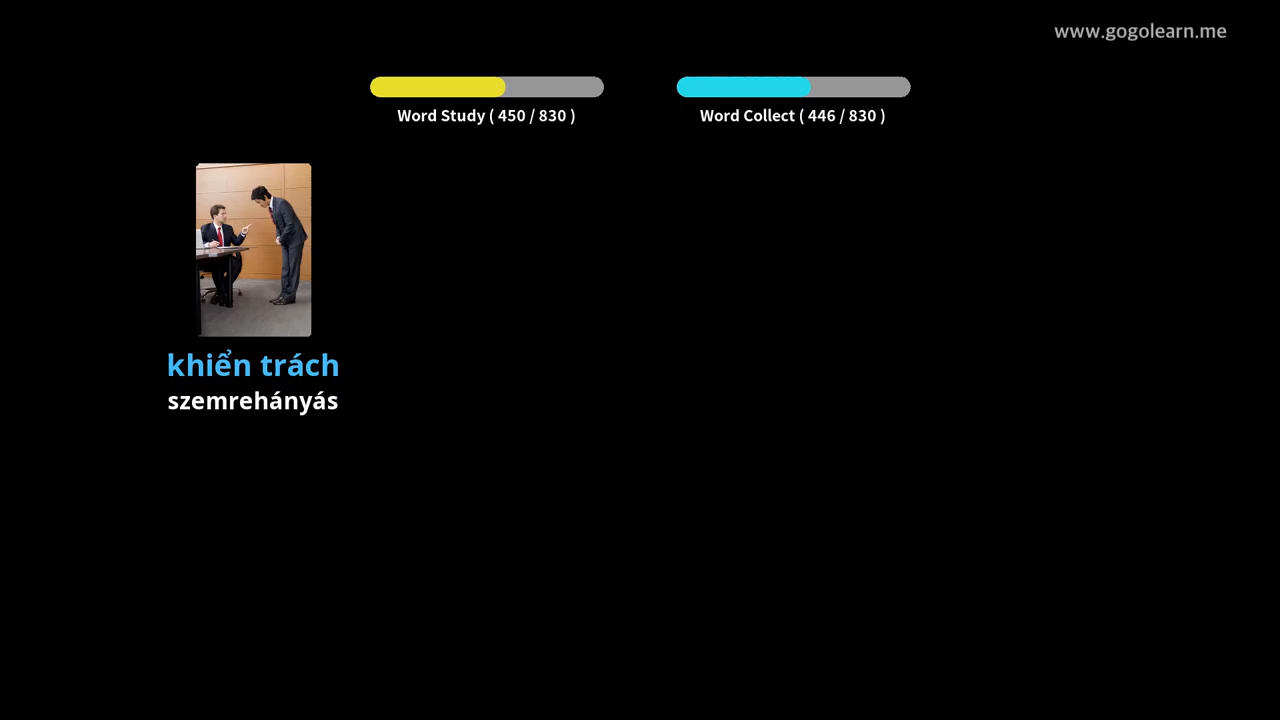 www.gogolearn.me
Word Study ( 450 / 830 )
Word Collect ( 446 / 830 )
khiển trách
szemrehányás